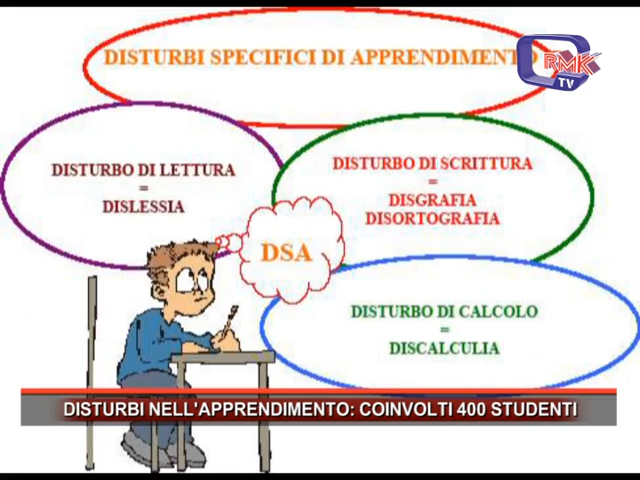 DISTURBI SPECIFICI DI APPRENDIMENTO
RMK
TV
DISTURBO DI LETTURA
=
DISLESSIA
DISTURBO DI SCRITTURA
=
DISGRAFIA
DISORTOGRAFIA
DSA
DISTURBO DI CALCOLO
=
DISCALCULIA
DISTURBI NELL'APPRENDIMENTO: COINVOLTI 400 STUDENTI